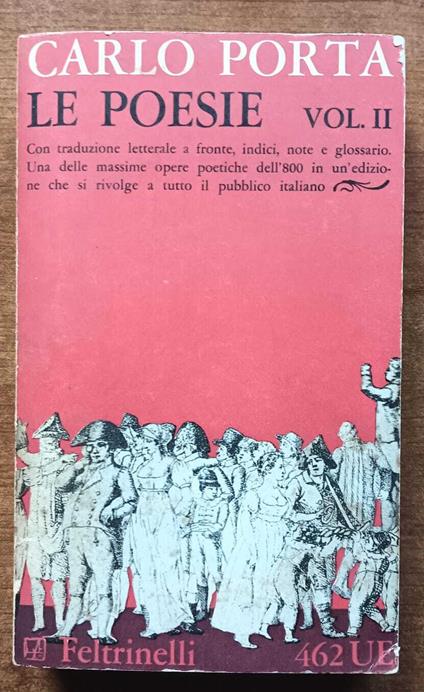 CARLO PORTA
LE POESIE VOL. II
Con traduzione letterale a fronte, indici, note e glossario.
Una delle massime opere poetiche dell'800 in un'edizio-
ne che si rivolge a tutto il pubblico italiano
Feltrinelli 462 UE